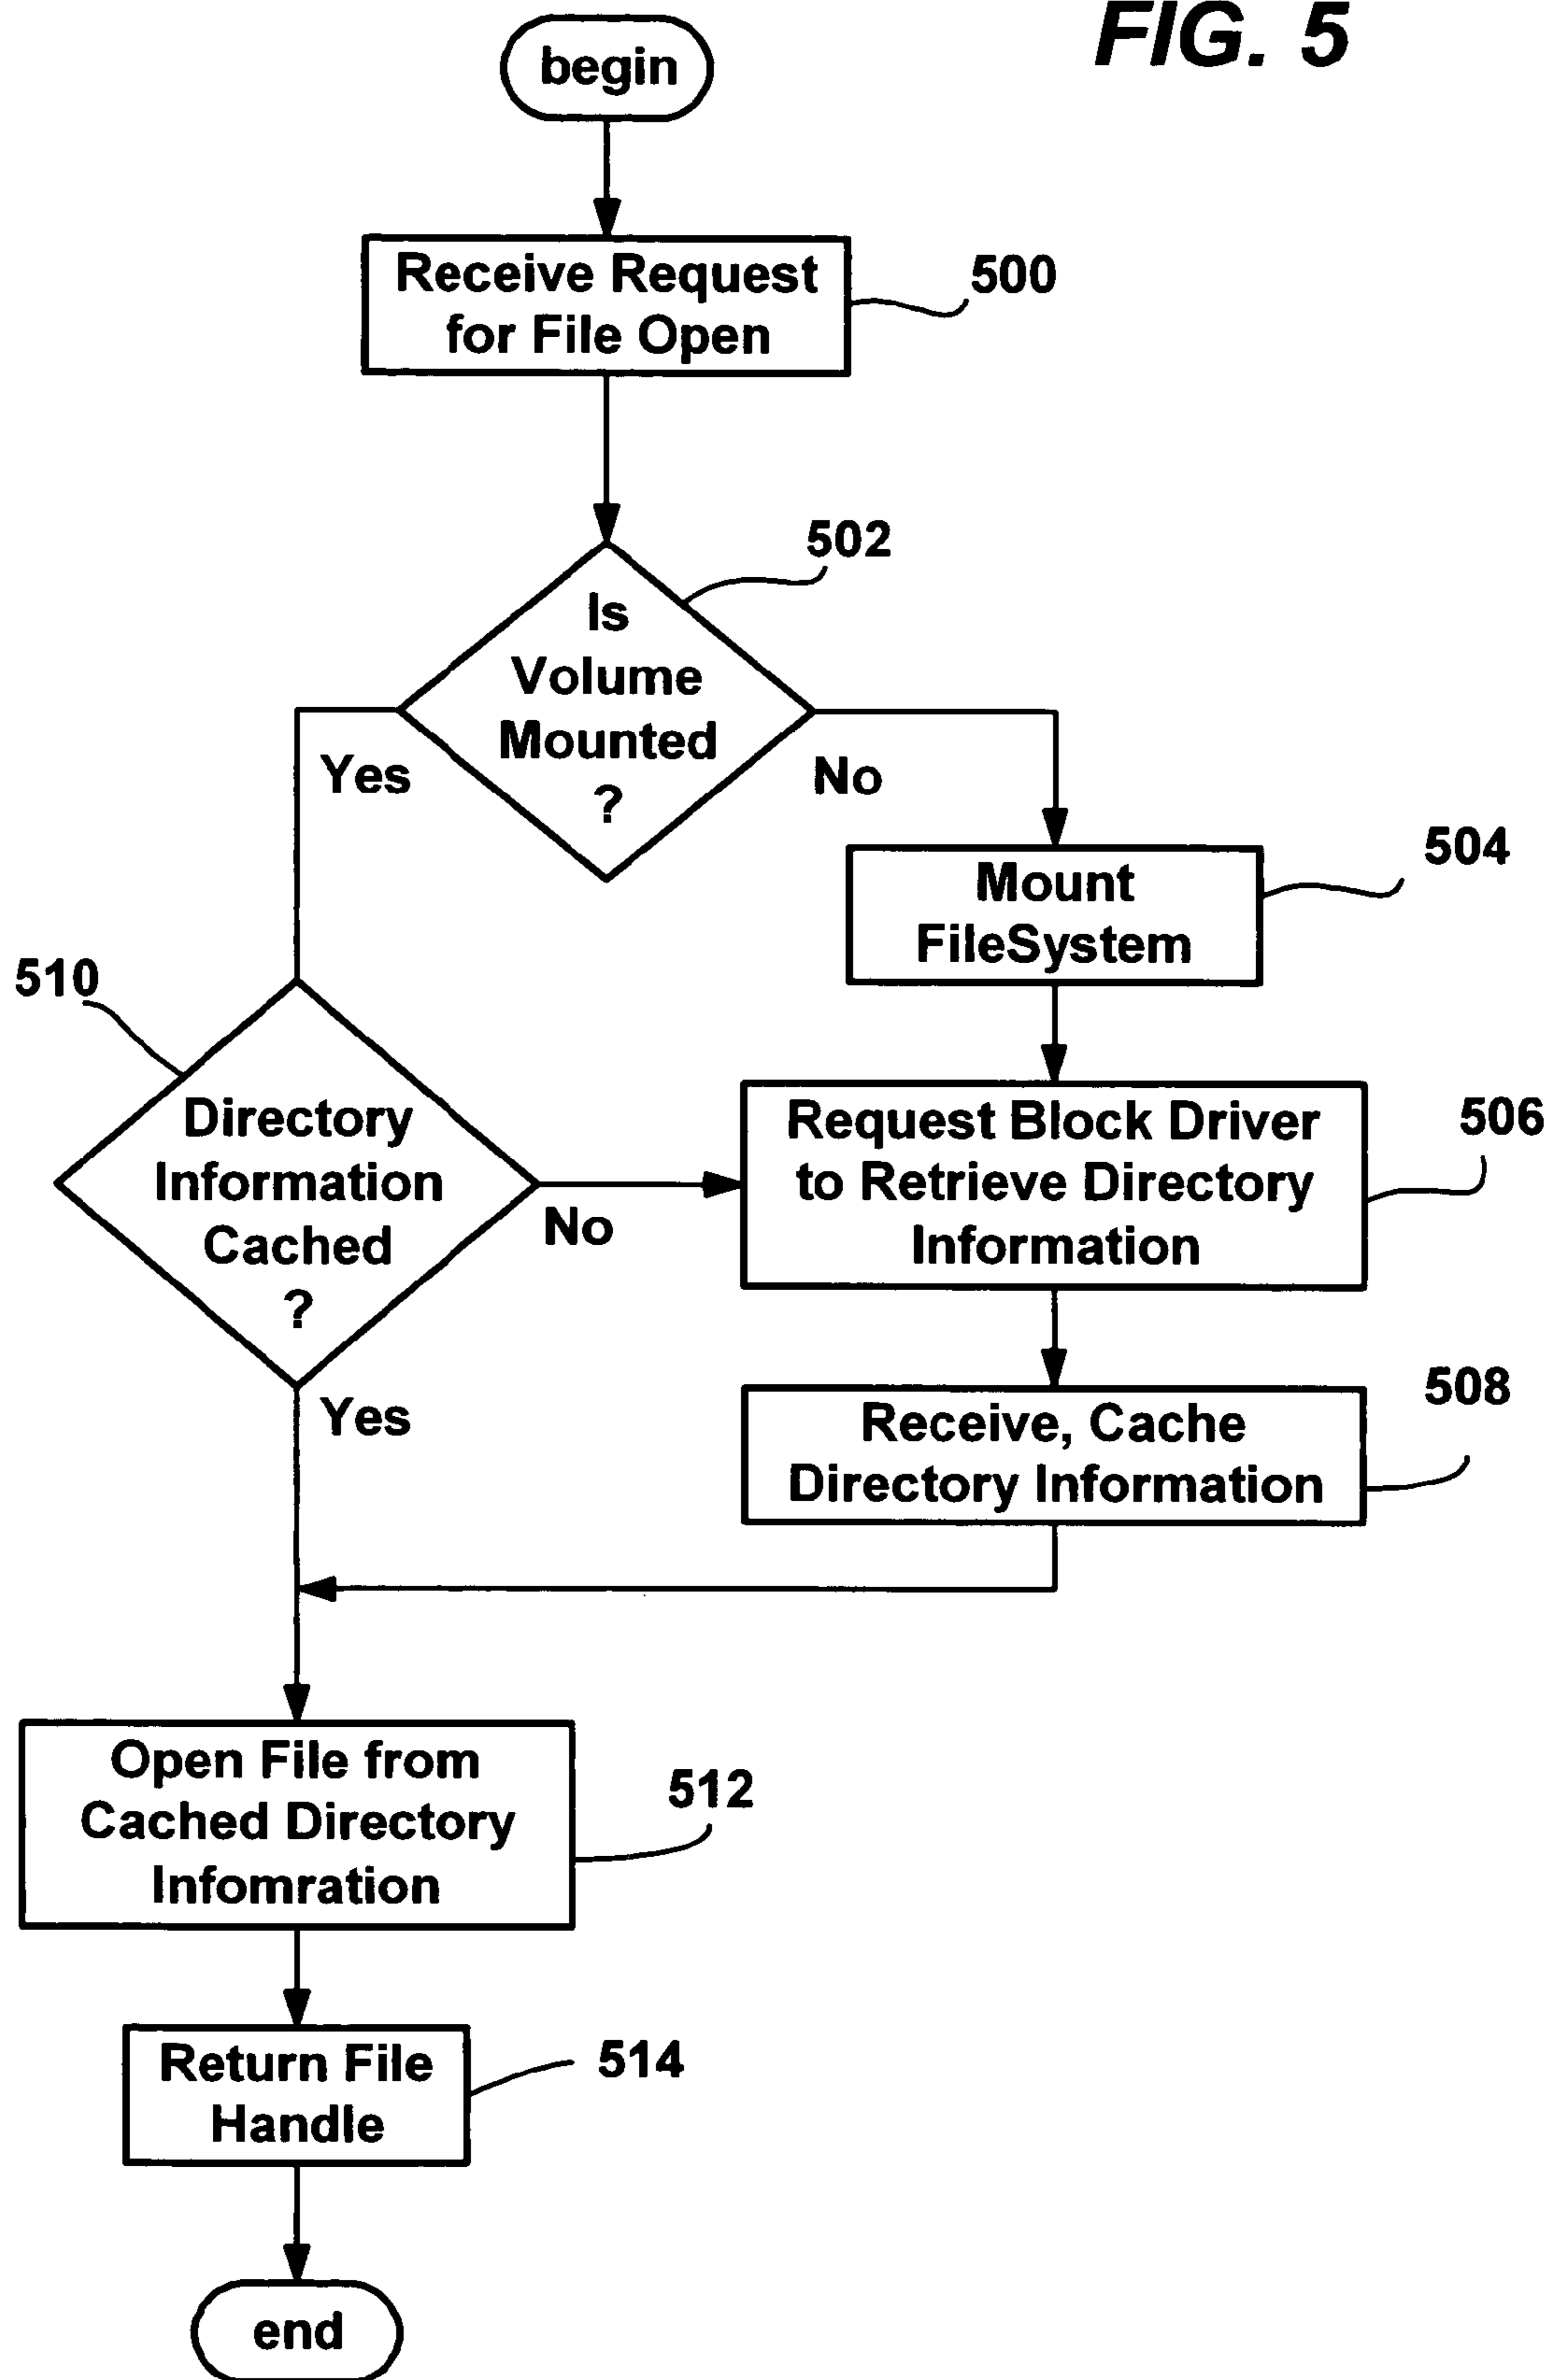 FIG. 5
begin
Receive Request
for File Open
500
502
Is
Volume
Mounted
?
Yes
No
504
Mount
FileSystem
510
Directory
Information
Cached
?
No
Yes
Request Block Driver
to Retrieve Directory
Information
506
Receive, Cache
Directory Information
508
Open File from
Cached Directory
Infomration
512
Return File
Handle
514
end